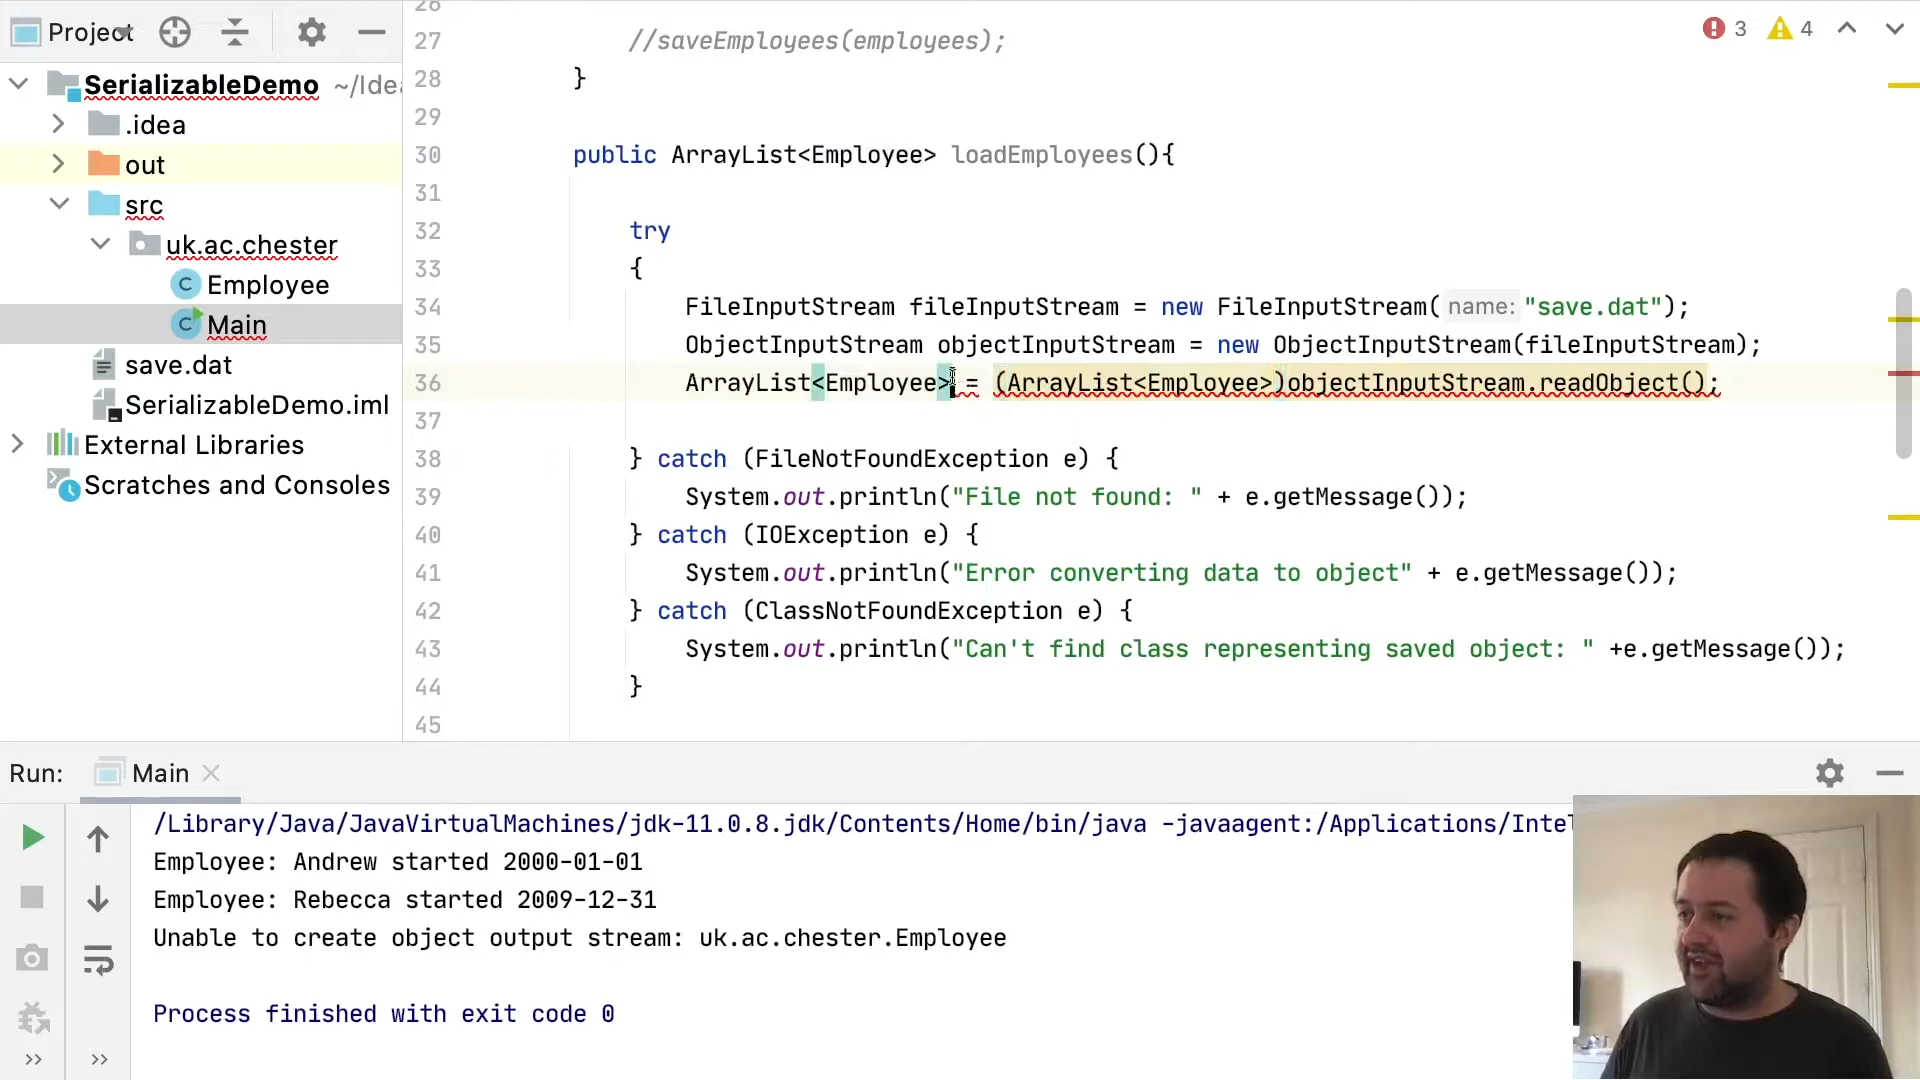 Project
SerializableDemo ~/Idea
.idea
out
src
uk.ac.chester
Employee
Main
save.dat
SerializableDemo.iml
External Libraries
Scratches and Consoles
3 4
26
27 //saveEmployees(employees);
28 }
29
30 public ArrayList<Employee> loadEmployees(){
31
32 try
33 {
34 FileInputStream fileInputStream = new FileInputStream( name: "save.dat");
35 ObjectInputStream objectInputStream = new ObjectInputStream(fileInputStream);
36 ArrayList<Employee> = (ArrayList<Employee>)objectInputStream.readObject();
37
38 } catch (FileNotFoundException e) {
39 System.out.println("File not found: " + e.getMessage());
40 } catch (IOException e) {
41 System.out.println("Error converting data to object" + e.getMessage());
42 } catch (ClassNotFoundException e) {
43 System.out.println("Can't find class representing saved object: " +e.getMessage());
44 }
45
Run: Main
/Library/Java/JavaVirtualMachines/jdk-11.0.8.jdk/Contents/Home/bin/java -javaagent:/Applications/Inte
Employee: Andrew started 2000-01-01
Employee: Rebecca started 2009-12-31
Unable to create object output stream: uk.ac.chester.Employee
Process finished with exit code 0